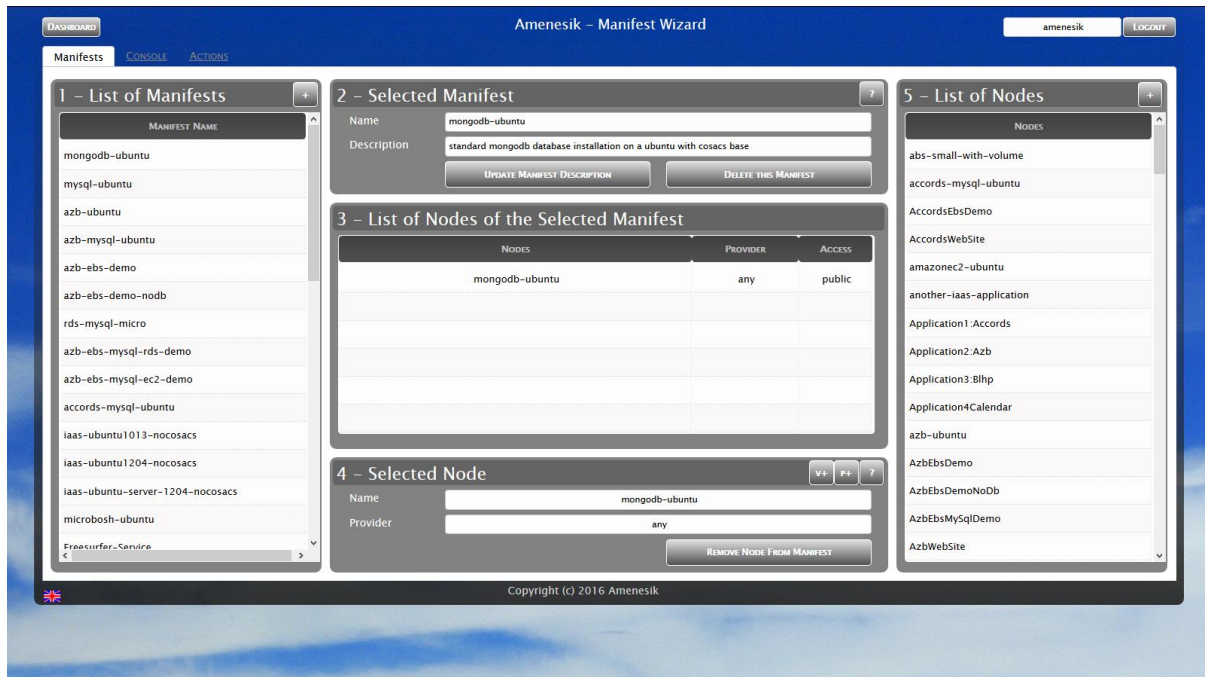 Dashboard
Amenesik – Manifest Wizard
amenesik
Logout
Manifests Console Actions
1 – List of Manifests
+
Manifest Name
mongodb-ubuntu
mysql-ubuntu
azb-ubuntu
azb-mysql-ubuntu
azb-ebs-demo
azb-ebs-demo-nodb
rds-mysql-micro
azb-ebs-mysql-rds-demo
azb-ebs-mysql-ec2-demo
accords-mysql-ubuntu
iaas-ubuntu1013-nocosacs
iaas-ubuntu1204-nocosacs
iaas-ubuntu-server-1204-nocosacs
microbosh-ubuntu
Freesurfer-Service
2 – Selected Manifest
?
Name mongodb-ubuntu
Description standard mongodb database installation on a ubuntu with cosacs base
Update Manifest Description
Delete this Manifest
3 – List of Nodes of the Selected Manifest
Nodes Provider Access
mongodb-ubuntu any public
4 – Selected Node
V+ P+ ?
Name mongodb-ubuntu
Provider any
Remove Node From Manifest
5 – List of Nodes
+
Nodes
abs-small-with-volume
accords-mysql-ubuntu
AccordsEbsDemo
AccordsWebSite
amazonec2-ubuntu
another-iaas-application
Application1:Accords
Application2:Azb
Application3:Blhp
Application4Calendar
azb-ubuntu
AzbEbsDemo
AzbEbsDemoNoDb
AzbEbsMySqlDemo
AzbWebSite
Copyright (c) 2016 Amenesik